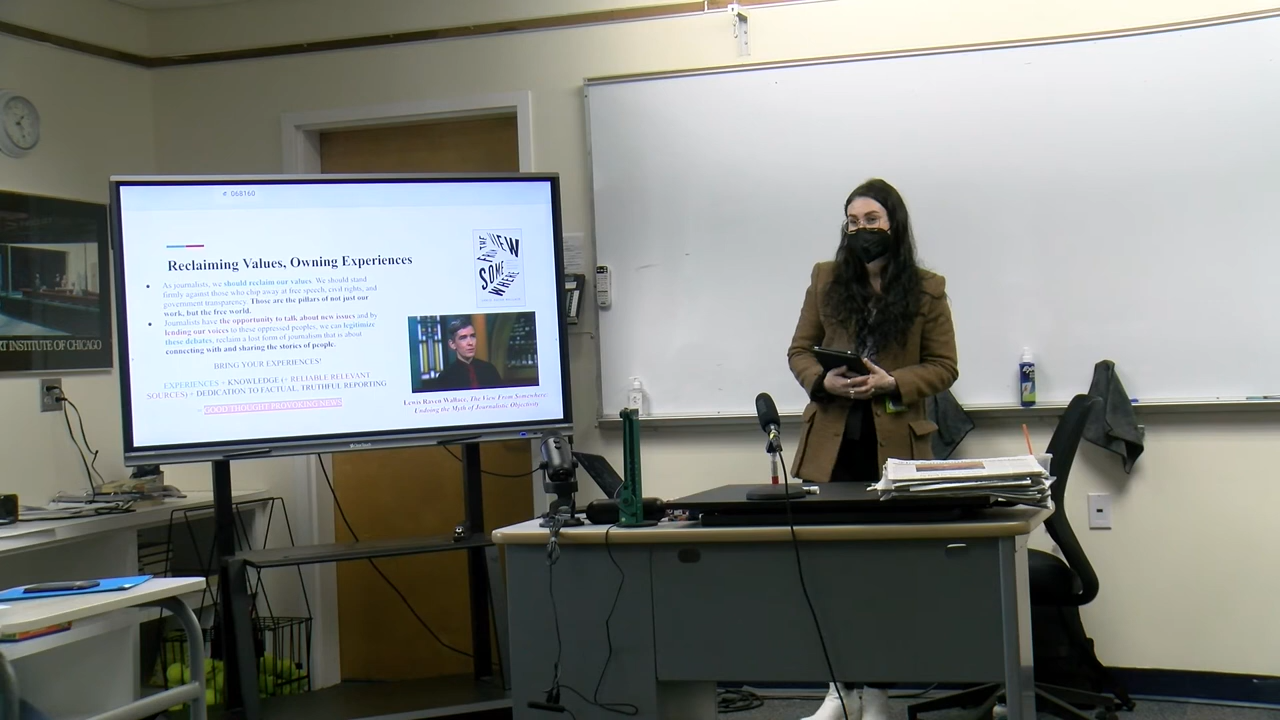 # 068160
Reclaiming Values, Owning Experiences
As journalists, we should reclaim our values. We should stand
firmly against those who chip away at free speech, civil rights, and
government transparency. Those are the pillars of not just our
work, but the free world.
Journalists have the opportunity to talk about new issues and by
lending our voices to these oppressed peoples, we can legitimize
these debates, reclaim a lost form of journalism that is about
connecting with and sharing the stories of people.
BRING YOUR EXPERIENCES!
EXPERIENCES + KNOWLEDGE (+ RELIABLE RELEVANT
SOURCES) + DEDICATION TO FACTUAL, TRUTHFUL REPORTING
= GOOD THOUGHT PROVOKING NEWS
THE VIEW
FROM
SOME
WHERE
Lewis Raven Wallace, The View From Somewhere:
Undoing the Myth of Journalistic Objectivity
RT INSTITUTE OF CHICAGO